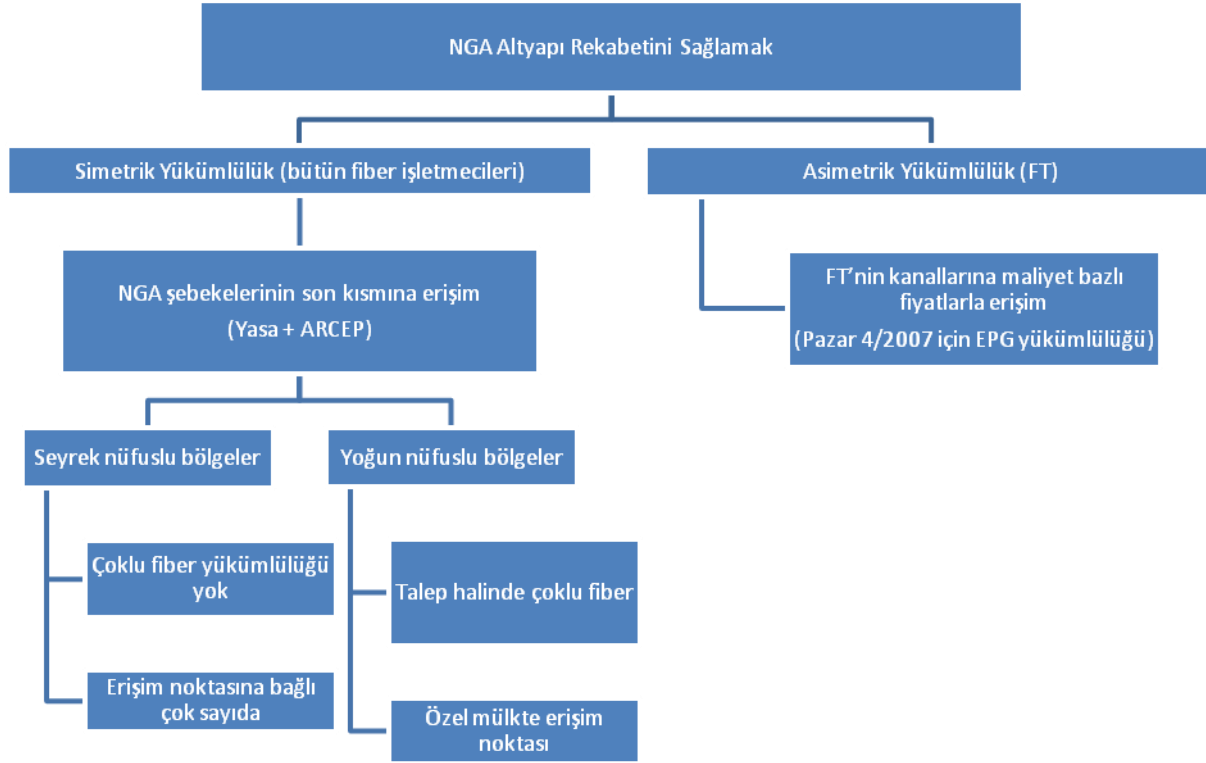 NGA Altyapı Rekabetini Sağlamak
Simetrik Yükümlülük (bütün fiber işletmecileri)
Asimetrik Yükümlülük (FT)
NGA şebekelerinin son kısmına erişim
(Yasa + ARCEP)
FT'nin kanallarına maliyet bazlı
fiyatlarla erişim
(Pazar 4/2007 için EPG yükümlülüğü)
Seyrek nüfuslu bölgeler
Yoğun nüfuslu bölgeler
Çoklu fiber yükümlülüğü
yok
Talep halinde çoklu fiber
Erişim noktasına bağlı
çok sayıda
Özel mülkte erişim
noktası